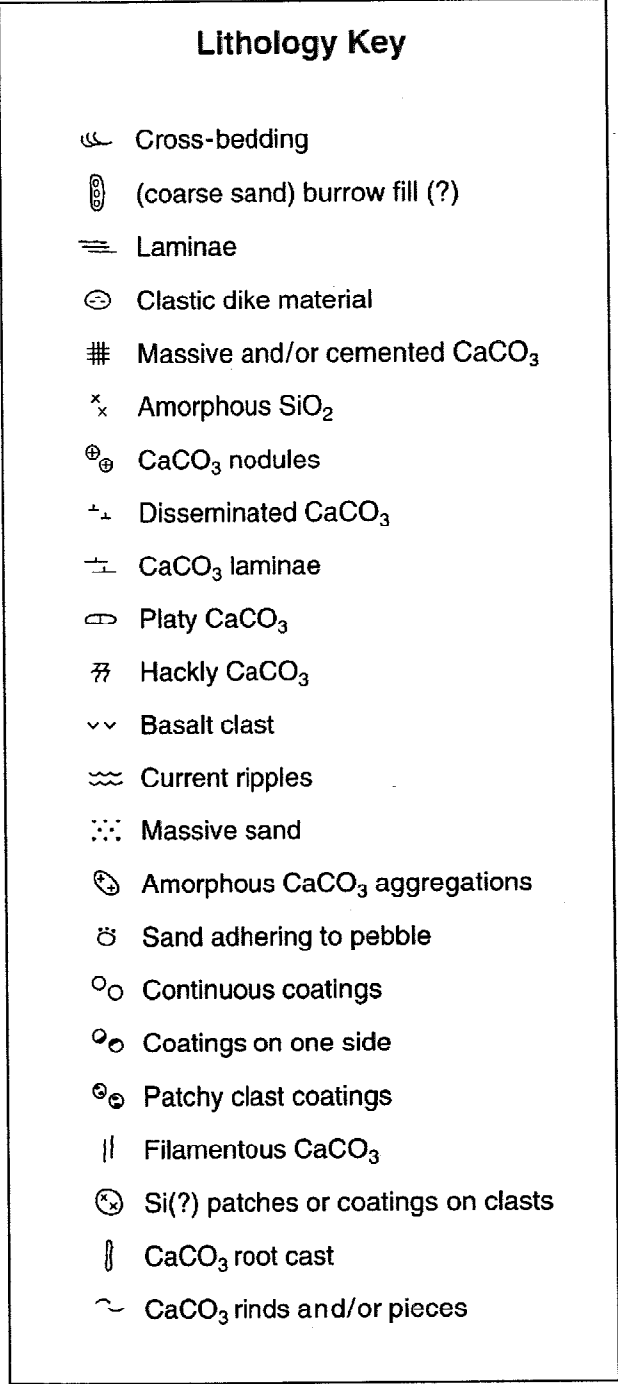 Lithology Key
Cross-bedding
(coarse sand) burrow fill (?)
Laminae
Clastic dike material
Massive and/or cemented CaCO₃
Amorphous SiO₂
CaCO₃ nodules
Disseminated CaCO₃
CaCO₃ laminae
Platy CaCO₃
Hackly CaCO₃
Basalt clast
Current ripples
Massive sand
Amorphous CaCO₃ aggregations
Sand adhering to pebble
Continuous coatings
Coatings on one side
Patchy clast coatings
Filamentous CaCO₃
Si(?) patches or coatings on clasts
CaCO₃ root cast
CaCO₃ rinds and/or pieces